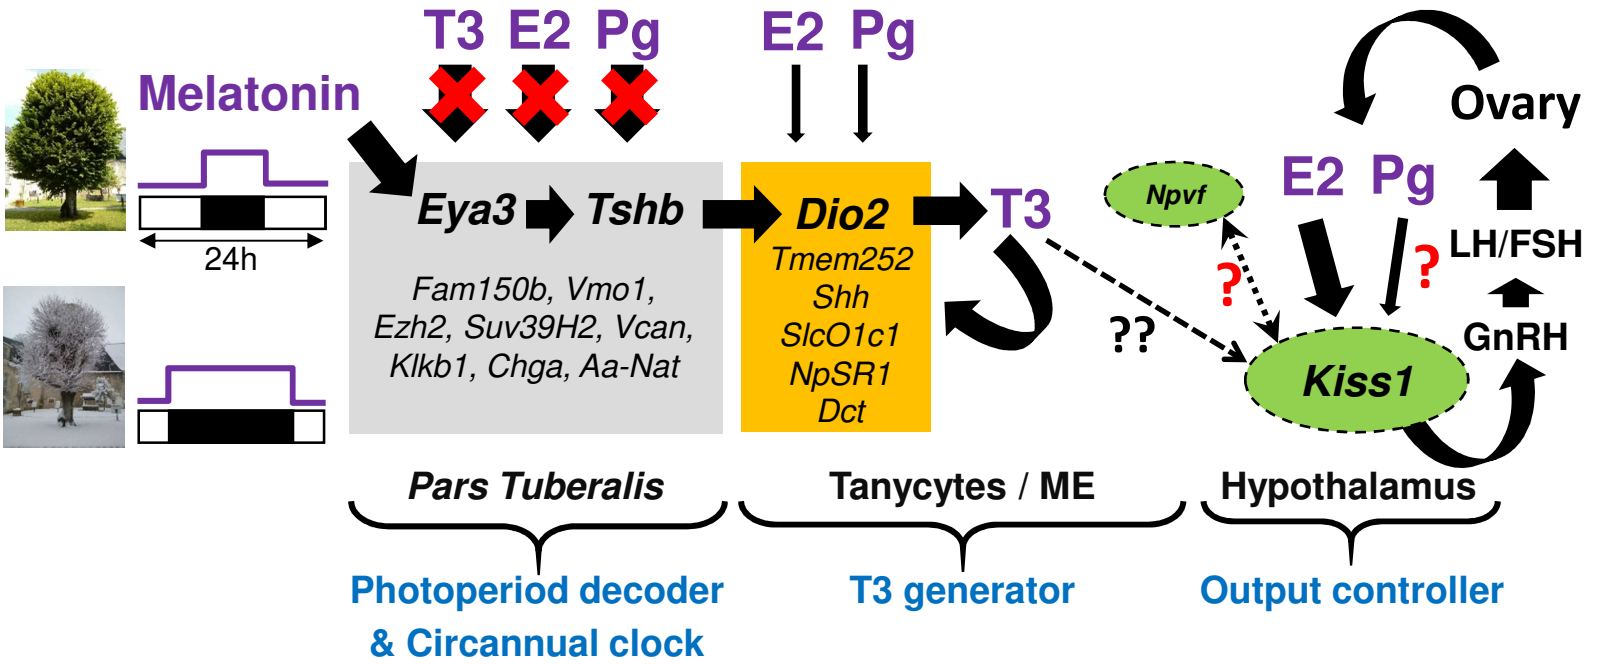 T3 E2 Pg
E2 Pg
Melatonin
24h
Eya3 Tshb
Fam150b, Vmo1,
Ezh2, Suv39H2, Vcan,
Klkb1, Chga, Aa-Nat
Dio2
Tmem252
Shh
SlcO1c1
NpSR1
Dct
T3
??
Npvf
?
E2 Pg
?
Kiss1
Ovary
LH/FSH
GnRH
Pars Tuberalis
Tanycytes / ME
Hypothalamus
Photoperiod decoder
& Circannual clock
T3 generator
Output controller